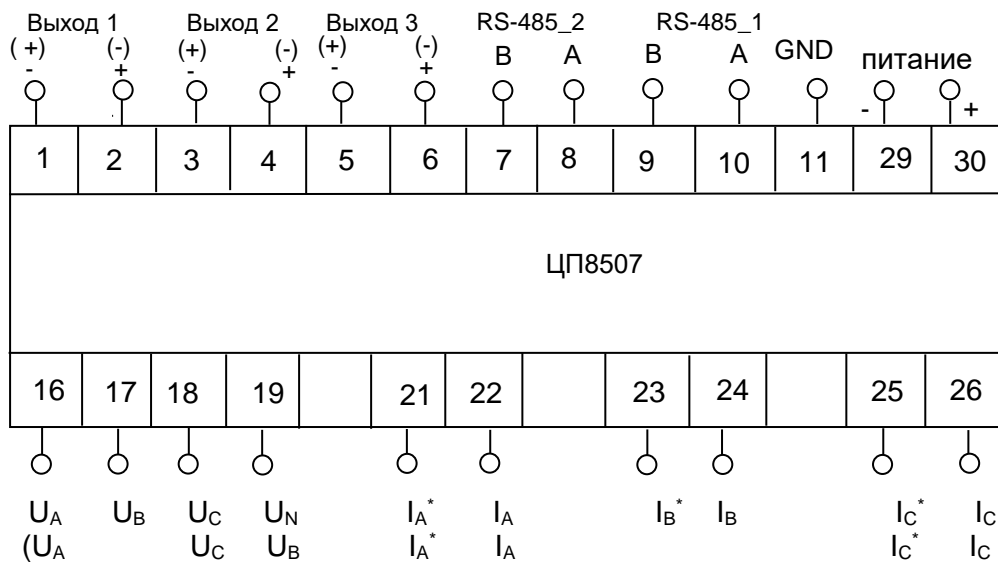 Выход 1 Выход 2 Выход 3 RS-485_2 RS-485_1
( +) (-) (+) (-) (+) (-) B A B A GND питание
- + - + - + - +
1 2 3 4 5 6 7 8 9 10 11 29 30
ЦП8507
16 17 18 19 21 22 23 24 25 26
UA UB UC UN IA* IA IB* IB IC* IC
(UA UC UB IA* IA IC* IC